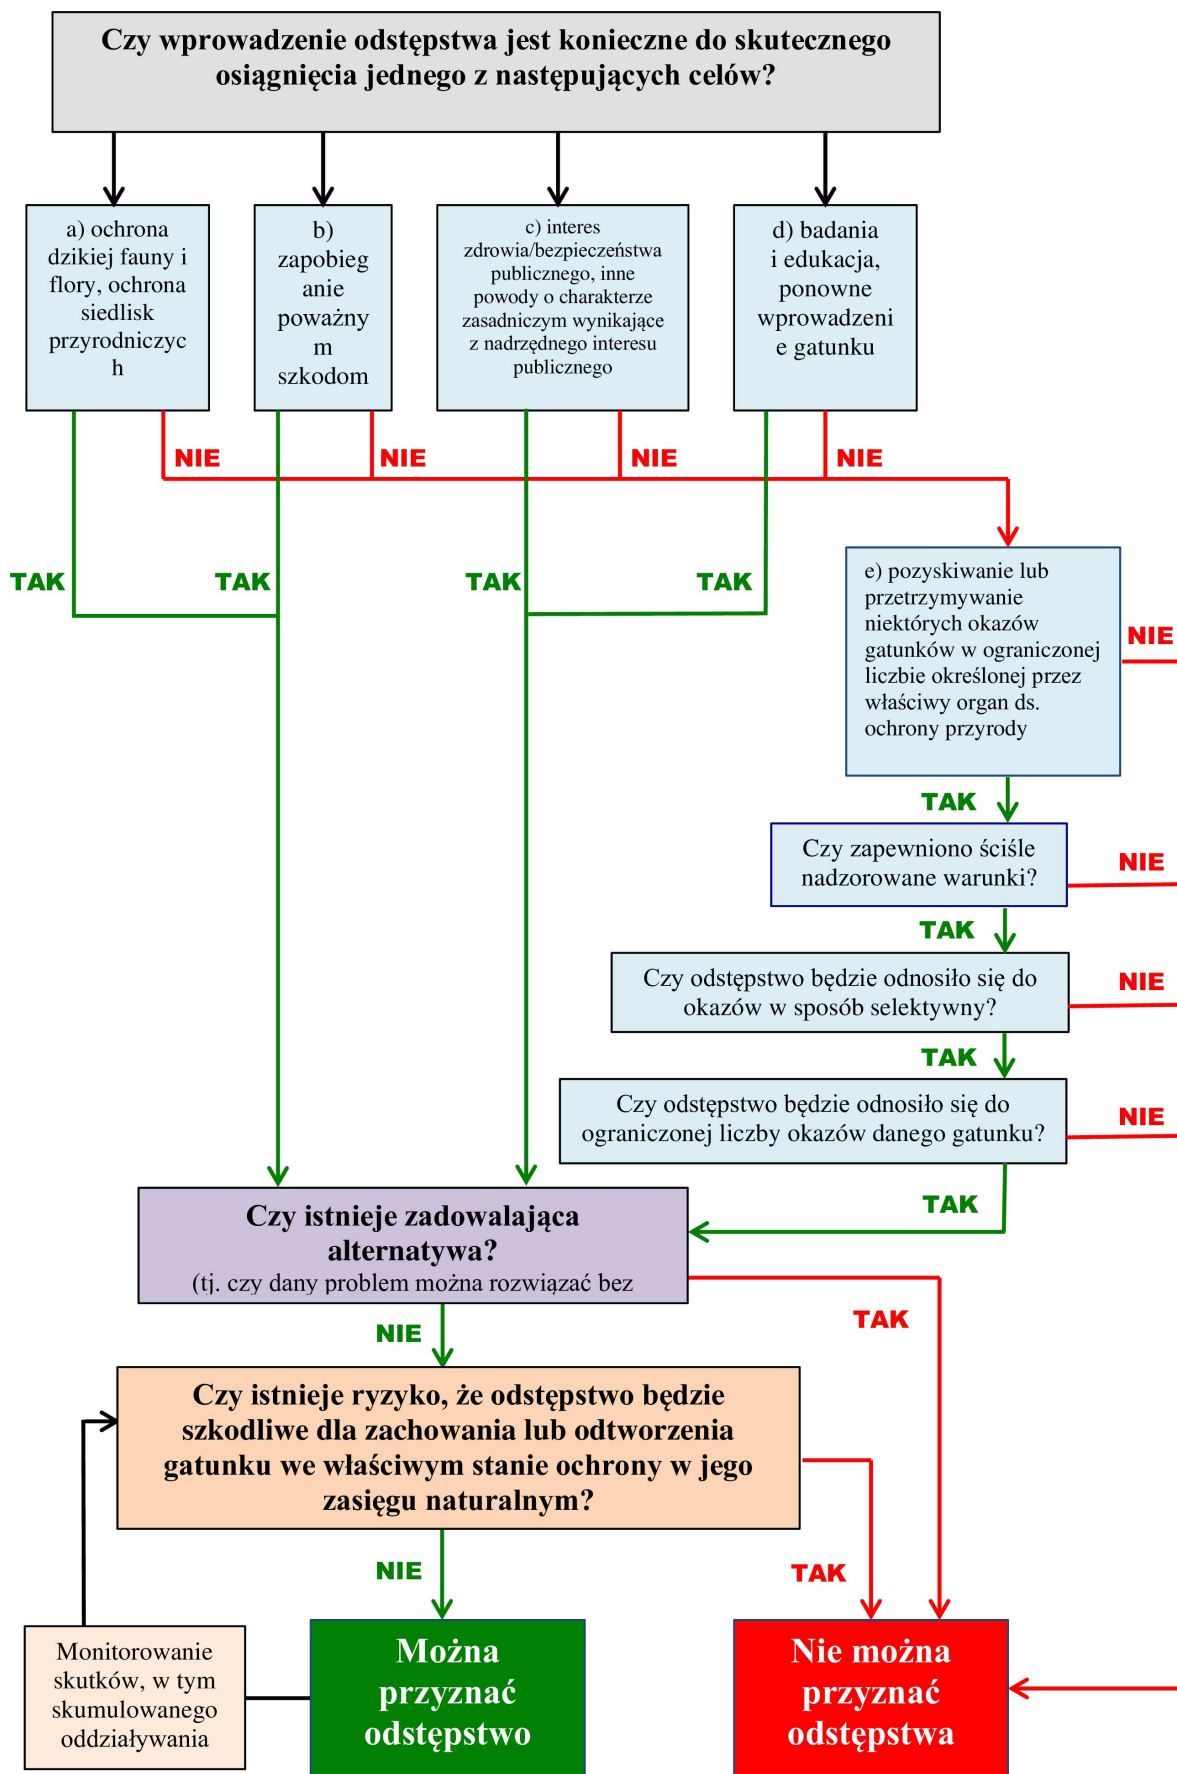 Czy wprowadzenie odstępstwa jest konieczne do skutecznego
osiągnięcia jednego z następujących celów?
a) ochrona
dzikiej fauny i
flory, ochrona
siedlisk
przyrodniczyc
h
b)
zapobieg
anie
poważny
m
szkodom
c) interes
zdrowia/bezpieczeństwa
publicznego, inne
powody o charakterze
zasadniczym wynikające
z nadrzędnego interesu
publicznego
d) badania
i edukacja,
ponowne
wprowadzeni
e gatunku
NIE
NIE
NIE
NIE
TAK
TAK
TAK
TAK
e) pozyskiwanie lub
przetrzymywanie
niektórych okazów
gatunków w ograniczonej
liczbie określonej przez
właściwy organ ds.
ochrony przyrody
NIE
TAK
Czy zapewniono ściśle
nadzorowane warunki?
NIE
TAK
Czy odstępstwo będzie odnosiło się do
okazów w sposób selektywny?
NIE
TAK
Czy odstępstwo będzie odnosiło się do
ograniczonej liczby okazów danego gatunku?
NIE
TAK
Czy istnieje zadowalająca
alternatywa?
(tj. czy dany problem można rozwiązać bez
NIE
TAK
Czy istnieje ryzyko, że odstępstwo będzie
szkodliwe dla zachowania lub odtworzenia
gatunku we właściwym stanie ochrony w jego
zasięgu naturalnym?
NIE
TAK
Monitorowanie
skutków, w tym
skumulowanego
oddziaływania
Można
przyznać
odstępstwo
Nie można
przyznać
odstępstwa